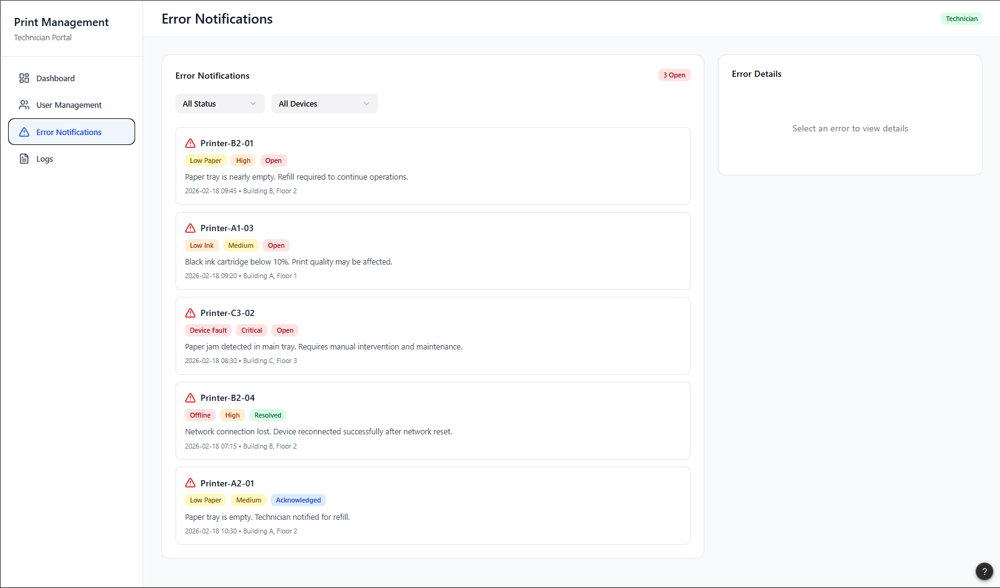 Print Management
Technician Portal
Dashboard
User Management
Error Notifications
Logs
Error Notifications
Technician
Error Notifications
3 Open
All Status
All Devices
Printer-B2-01
Low Paper High Open
Paper tray is nearly empty. Refill required to continue operations.
2026-02-18 09:45 • Building B, Floor 2
Printer-A1-03
Low Ink Medium Open
Black ink cartridge below 10%. Print quality may be affected.
2026-02-18 09:20 • Building A, Floor 1
Printer-C3-02
Device Fault Critical Open
Paper jam detected in main tray. Requires manual intervention and maintenance.
2026-02-18 08:30 • Building C, Floor 3
Printer-B2-04
Offline High Resolved
Network connection lost. Device reconnected successfully after network reset.
2026-02-18 07:15 • Building B, Floor 2
Printer-A2-01
Low Paper Medium Acknowledged
Paper tray is empty. Technician notified for refill.
2026-02-18 10:30 • Building A, Floor 2
Error Details
Select an error to view details
?